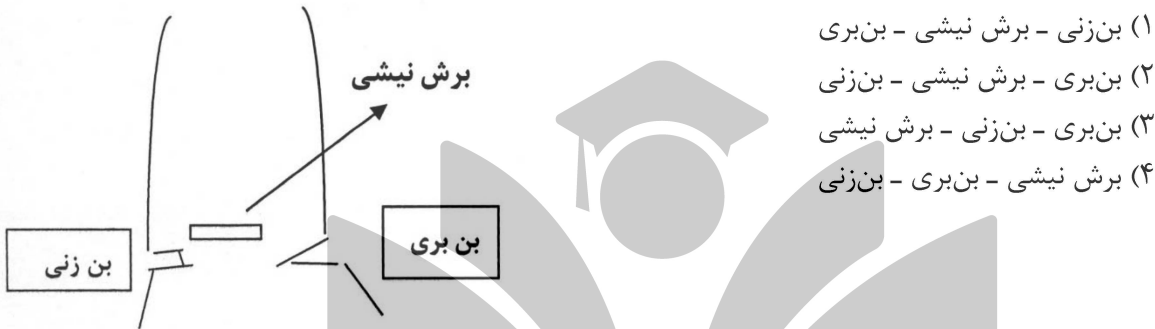 ۱) بن‌زنی ـ برش نیشی ـ بن‌بری
۲) بن‌بری ـ برش نیشی ـ بن‌زنی
۳) بن‌بری ـ بن‌زنی ـ برش نیشی
۴) برش نیشی ـ بن‌بری ـ بن‌زنی
برش نیشی
بن بری
بن زنی